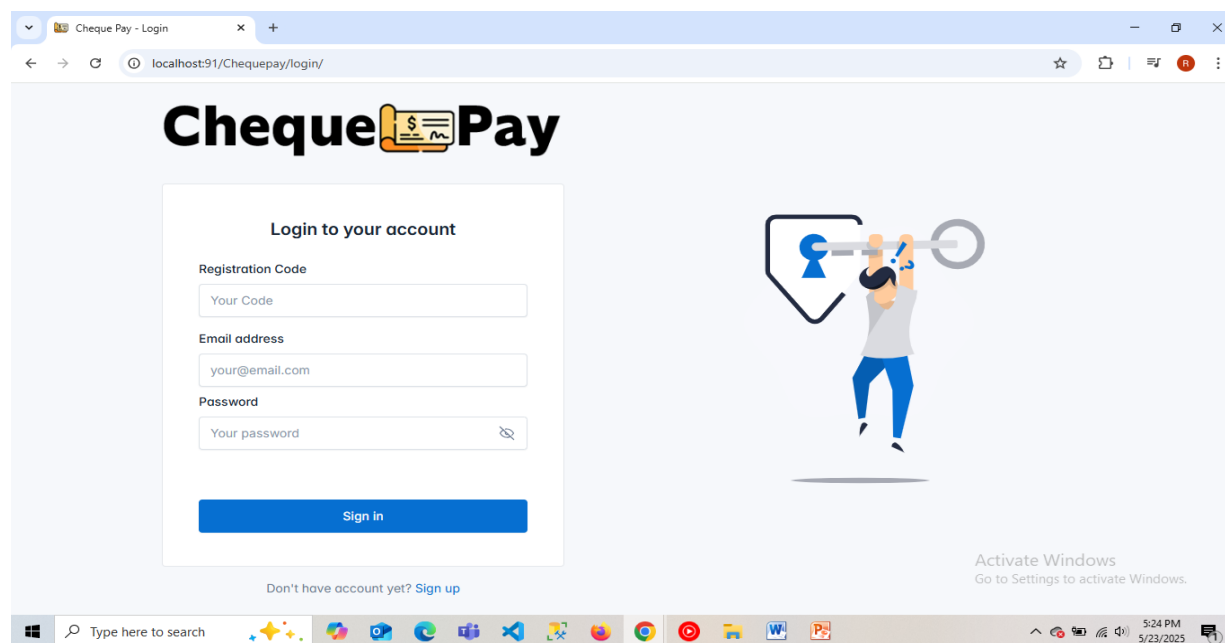 Cheque Pay - Login
localhost:91/Chequepay/login/
R
Cheque Pay
Login to your account
Registration Code
Your Code
Email address
your@email.com
Password
Your password
Sign in
Don't have account yet? Sign up
Activate Windows
Go to Settings to activate Windows.
Type here to search
5:24 PM
5/23/2025